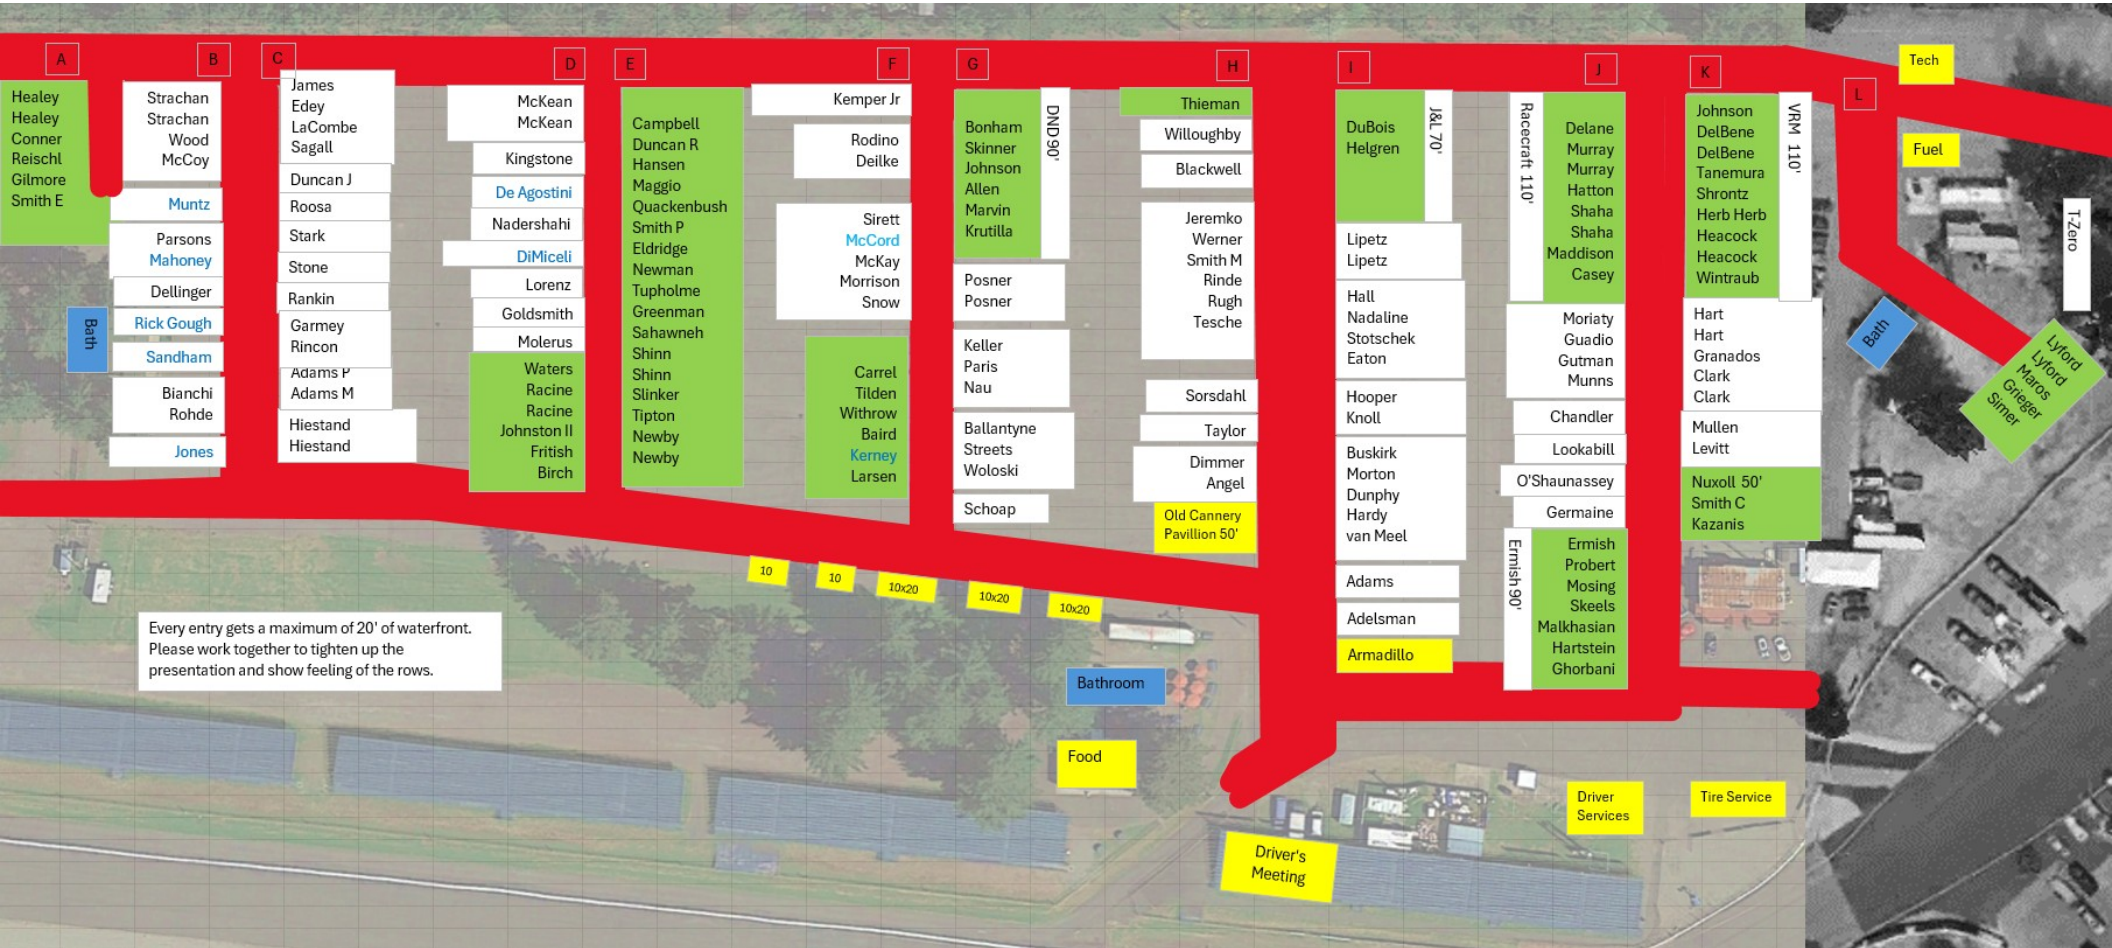 A
Healey
Healey
Conner
Reischl
Gilmore
Smith E
B
Strachan
Strachan
Wood
McCoy
Muntz
Parsons
Mahoney
Dellinger
Rick Gough
Sandham
Bianchi
Rohde
Jones
Bath
C
James
Edey
LaCombe
Sagall
Duncan J
Roosa
Stark
Stone
Rankin
Garmey
Rincon
Adams P
Adams M
Hiestand
Hiestand
D
McKean
McKean
Kingstone
De Agostini
Nadershahi
DiMiceli
Lorenz
Goldsmith
Molerus
Waters
Racine
Racine
Johnston II
Fritish
Birch
E
Campbell
Duncan R
Hansen
Maggio
Quackenbush
Smith P
Eldridge
Newman
Tupholme
Greenman
Sahawneh
Shinn
Shinn
Slinker
Tipton
Newby
Newby
F
Kemper Jr
Rodino
Deilke
Sirett
McCord
McKay
Morrison
Snow
Carrel
Tilden
Withrow
Baird
Kerney
Larsen
G
Bonham
Skinner
Johnson
Allen
Marvin
Krutilla
DND 90'
Posner
Posner
Keller
Paris
Nau
Ballantyne
Streets
Woloski
Schoap
H
Thieman
Willoughby
Blackwell
Jeremko
Werner
Smith M
Rinde
Rugh
Tesche
Sorsdahl
Taylor
Dimmer
Angel
Old Cannery
Pavillion 50'
I
DuBois
Helgren
J&L 70'
Lipetz
Lipetz
Hall
Nadaline
Stotschek
Eaton
Hooper
Knoll
Buskirk
Morton
Dunphy
Hardy
van Meel
Adams
Adelsman
Armadillo
J
Racecraft 110'
Delane
Murray
Murray
Hatton
Shaha
Shaha
Maddison
Casey
Moriaty
Guadio
Gutman
Munns
Chandler
Lookabill
O'Shaunassey
Germaine
Ermish 90'
Ermish
Probert
Mosing
Skeels
Malkhasian
Hartstein
Ghorbani
K
Johnson
DelBene
DelBene
Tanemura
Shrontz
Herb Herb
Heacock
Heacock
Wintraub
VRM 110'
Hart
Hart
Granados
Clark
Clark
Mullen
Levitt
Nuxoll 50'
Smith C
Kazanis
L
Tech
Fuel
T-Zero
Bath
Lyford
Lyford
Maros
Grieger
Simer
10
10
10x20
10x20
10x20
Every entry gets a maximum of 20' of waterfront.
Please work together to tighten up the
presentation and show feeling of the rows.
Bathroom
Food
Driver's
Meeting
Driver
Services
Tire Service